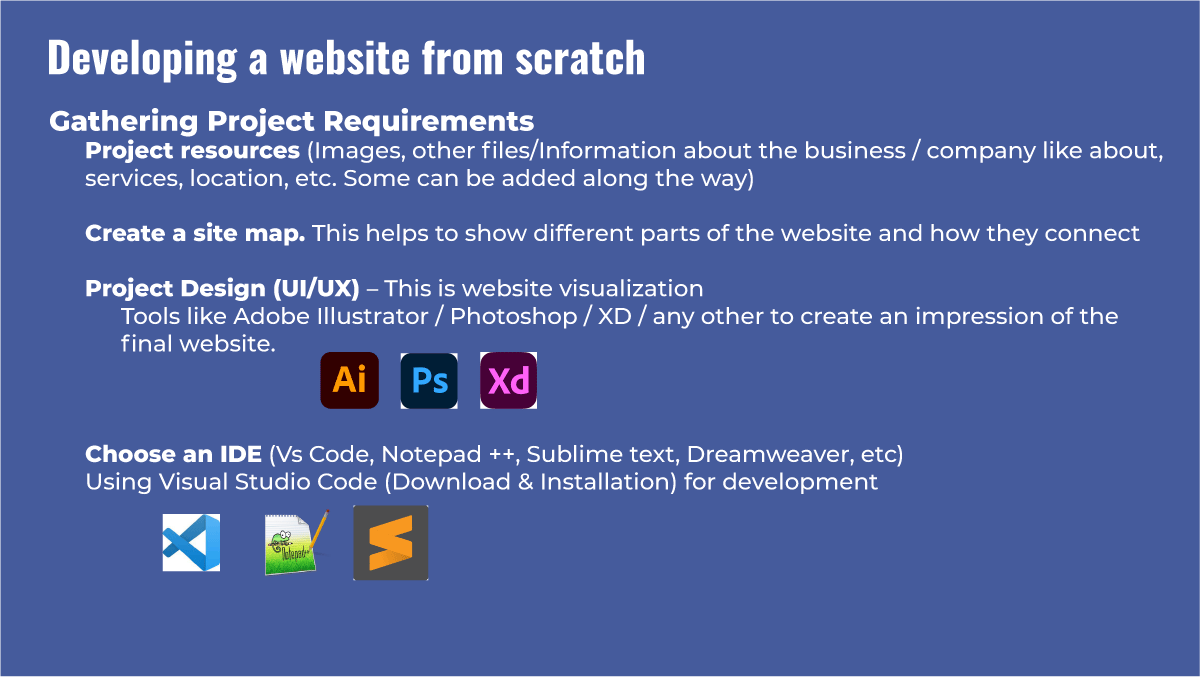 Developing a website from scratch
Gathering Project Requirements
Project resources (Images, other files/Information about the business / company like about,
services, location, etc. Some can be added along the way)
Create a site map. This helps to show different parts of the website and how they connect
Project Design (UI/UX) – This is website visualization
Tools like Adobe Illustrator / Photoshop / XD / any other to create an impression of the
final website.
Ai Ps Xd
Choose an IDE (Vs Code, Notepad ++, Sublime text, Dreamweaver, etc)
Using Visual Studio Code (Download & Installation) for development
Notepad++